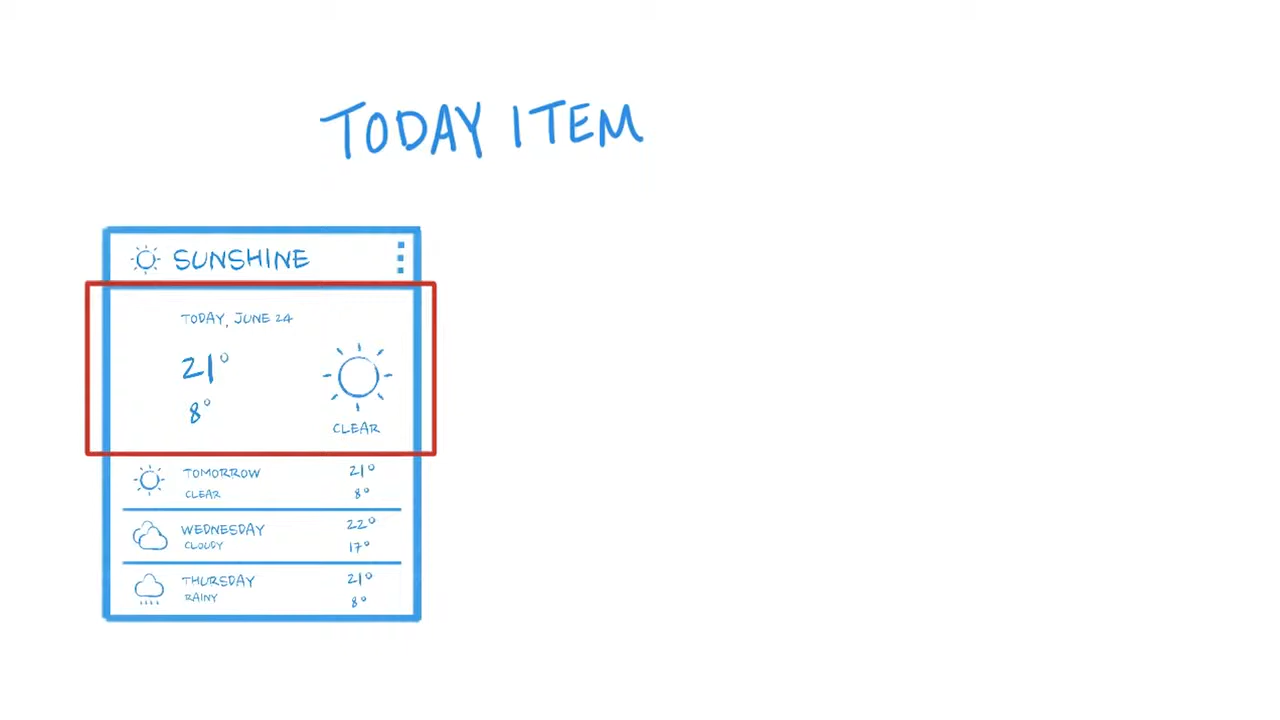 TODAY ITEM
SUNSHINE
TODAY, JUNE 24
21°
8°
CLEAR
TOMORROW 21°
CLEAR 8°
WEDNESDAY 22°
CLOUDY 17°
THURSDAY 21°
RAINY 8°